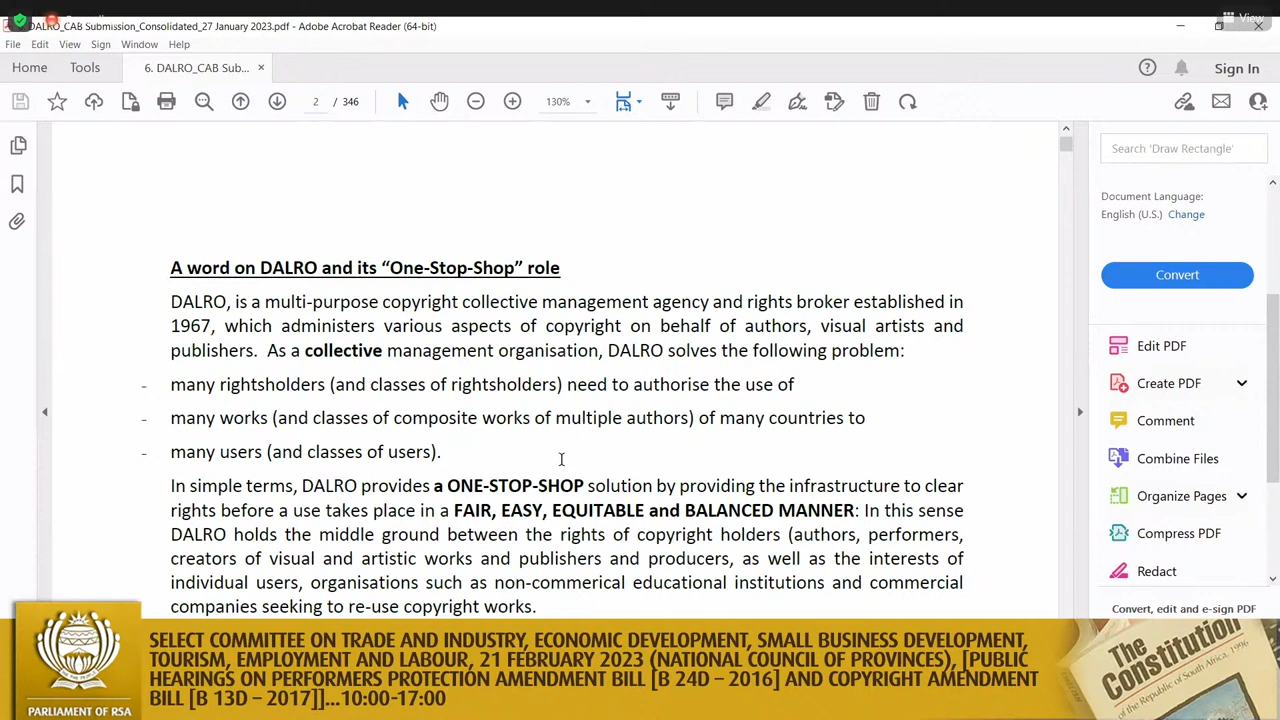 DALRO_CAB Submission_Consolidated_27 January 2023.pdf - Adobe Acrobat Reader (64-bit)
View
File Edit View Sign Window Help
Home Tools 6. DALRO_CAB Sub... × Sign In
2 / 346 130%
Search 'Draw Rectangle'
Document Language:
English (U.S.) Change
Convert
Edit PDF
Create PDF
Comment
Combine Files
Organize Pages
Compress PDF
Redact
Convert, edit and e-sign PDF
A word on DALRO and its “One-Stop-Shop” role
DALRO, is a multi-purpose copyright collective management agency and rights broker established in
1967, which administers various aspects of copyright on behalf of authors, visual artists and
publishers. As a collective management organisation, DALRO solves the following problem:
- many rightsholders (and classes of rightsholders) need to authorise the use of
- many works (and classes of composite works of multiple authors) of many countries to
- many users (and classes of users).
In simple terms, DALRO provides a ONE-STOP-SHOP solution by providing the infrastructure to clear
rights before a use takes place in a FAIR, EASY, EQUITABLE and BALANCED MANNER: In this sense
DALRO holds the middle ground between the rights of copyright holders (authors, performers,
creators of visual and artistic works and publishers and producers, as well as the interests of
individual users, organisations such as non-commerical educational institutions and commercial
companies seeking to re-use copyright works.
PARLIAMENT OF RSA
SELECT COMMITTEE ON TRADE AND INDUSTRY, ECONOMIC DEVELOPMENT, SMALL BUSINESS DEVELOPMENT,
TOURISM, EMPLOYMENT AND LABOUR, 21 FEBRUARY 2023 (NATIONAL COUNCIL OF PROVINCES), [PUBLIC
HEARINGS ON PERFORMERS PROTECTION AMENDMENT BILL [B 24D – 2016] AND COPYRIGHT AMENDMENT
BILL [B 13D – 2017]]...10:00-17:00
The
Constitution
of the Republic of South Africa, 1996